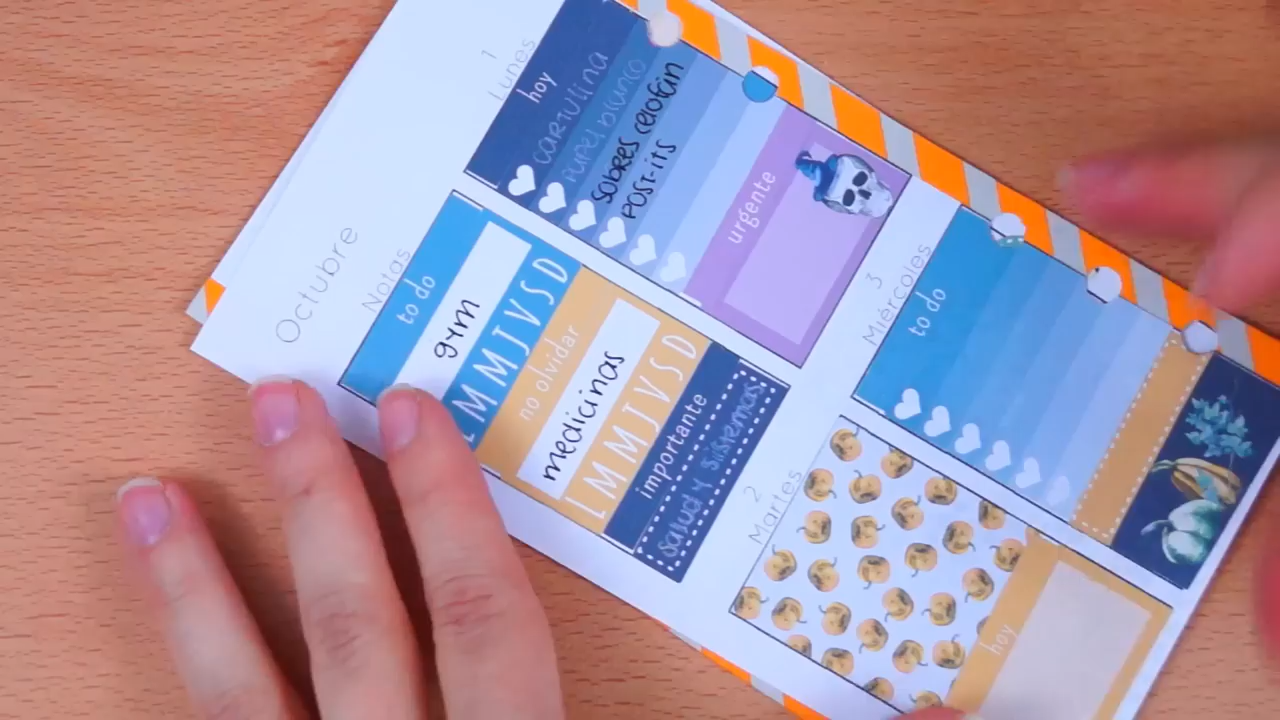 Octubre
Notas
to do
gym
L M M J V S D
no olvidar
medicinas
L M M J V S D
importante
salud y sistemas
1
Lunes
hoy
cartulina
papel blanco
sobres celofán
post-its
urgente
2
Martes
hoy
3
Miércoles
to do